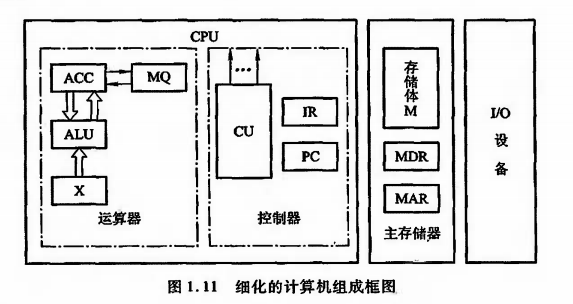 CPU
ACC
MQ
ALU
X
运算器
…
CU
IR
PC
控制器
存
储
体
M
MDR
MAR
主存储器
I/O
设
备
图 1.11 细化的计算机组成框图